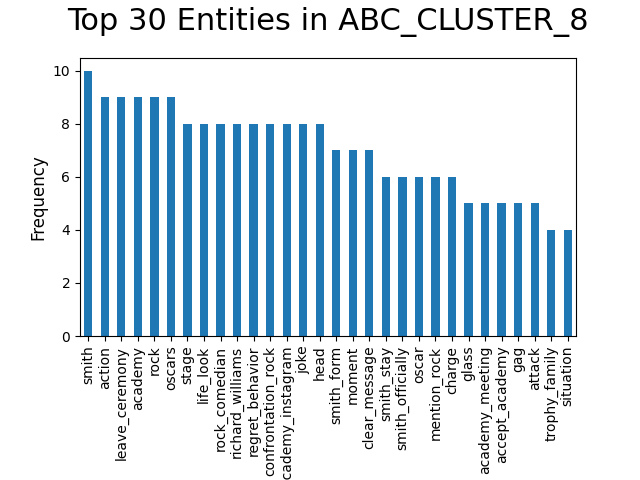 Top 30 Entities in ABC_CLUSTER_8
Frequency
10
8
6
4
2
0
smith
action
leave_ceremony
academy
rock
oscars
stage
life_look
rock_comedian
richard_williams
regret_behavior
confrontation_rock
cademy_instagram
joke
head
smith_form
moment
clear_message
smith_stay
smith_officially
oscar
mention_rock
charge
glass
academy_meeting
accept_academy
gag
attack
trophy_family
situation